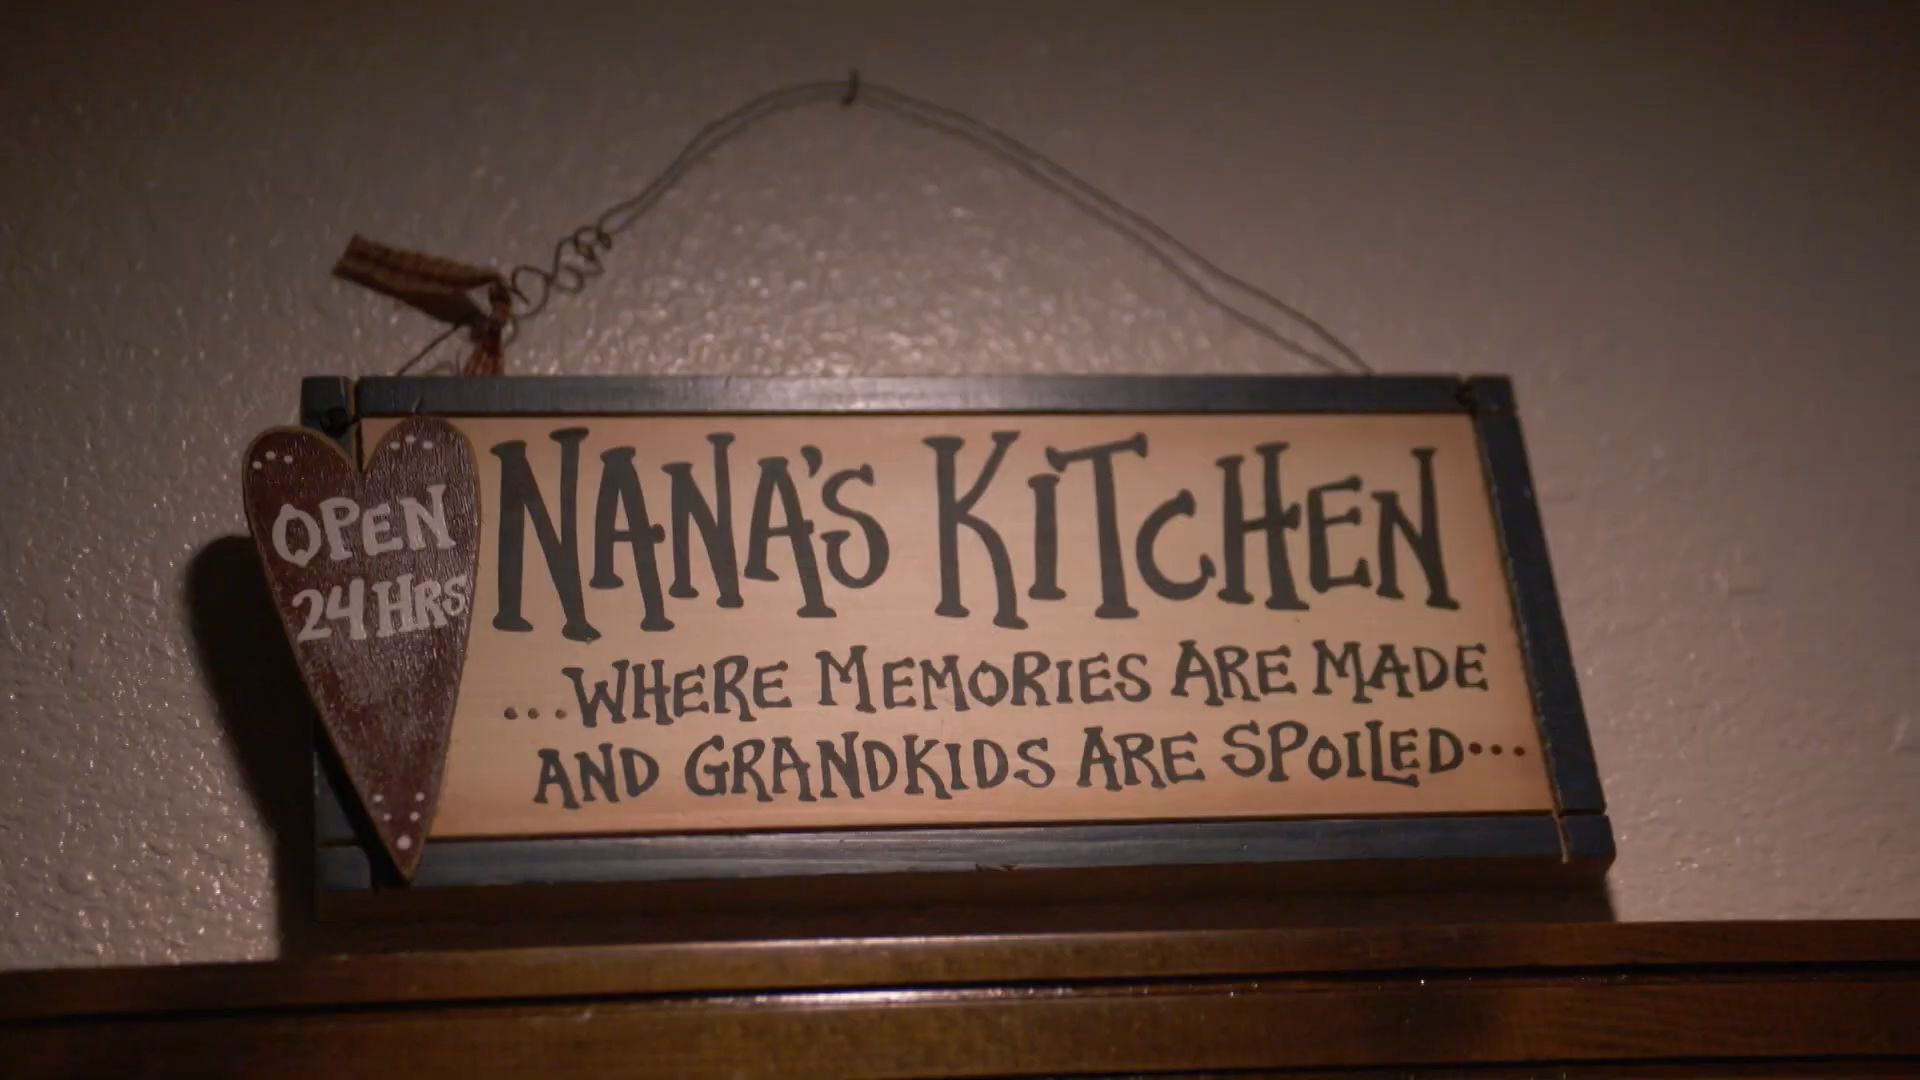 OPEN
24 HRS
NANA'S KiTCHEN
...WHERE MEMORIES ARE MADE
AND GRANDKIDS ARE SPOiLED...